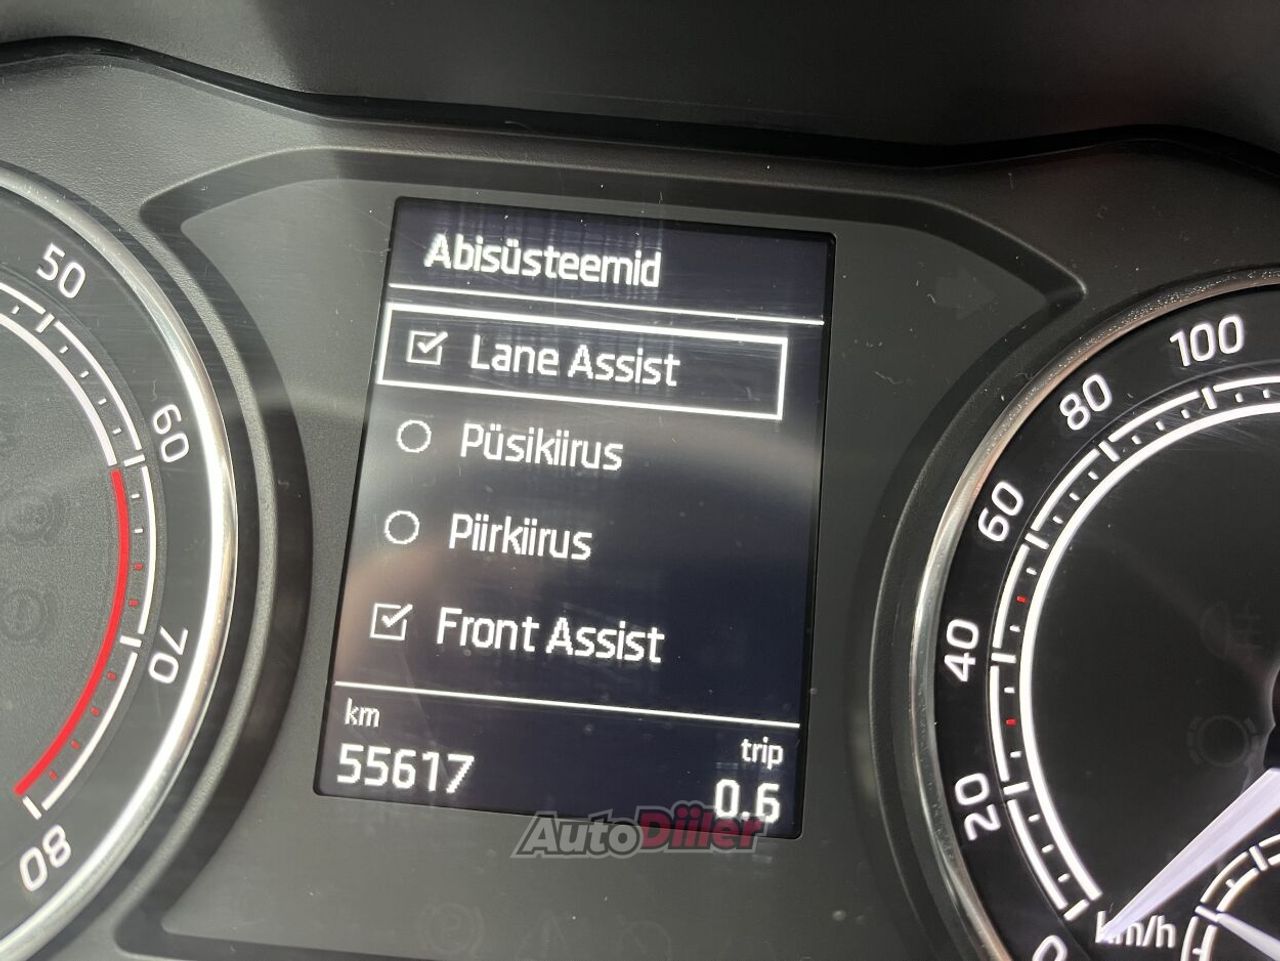 Abisüsteemid
Lane Assist
Püsikiirus
Piirkiirus
Front Assist
km
55617
trip
0.6
50
60
70
80
100
80
60
40
20
0
km/h
AutoDiiler